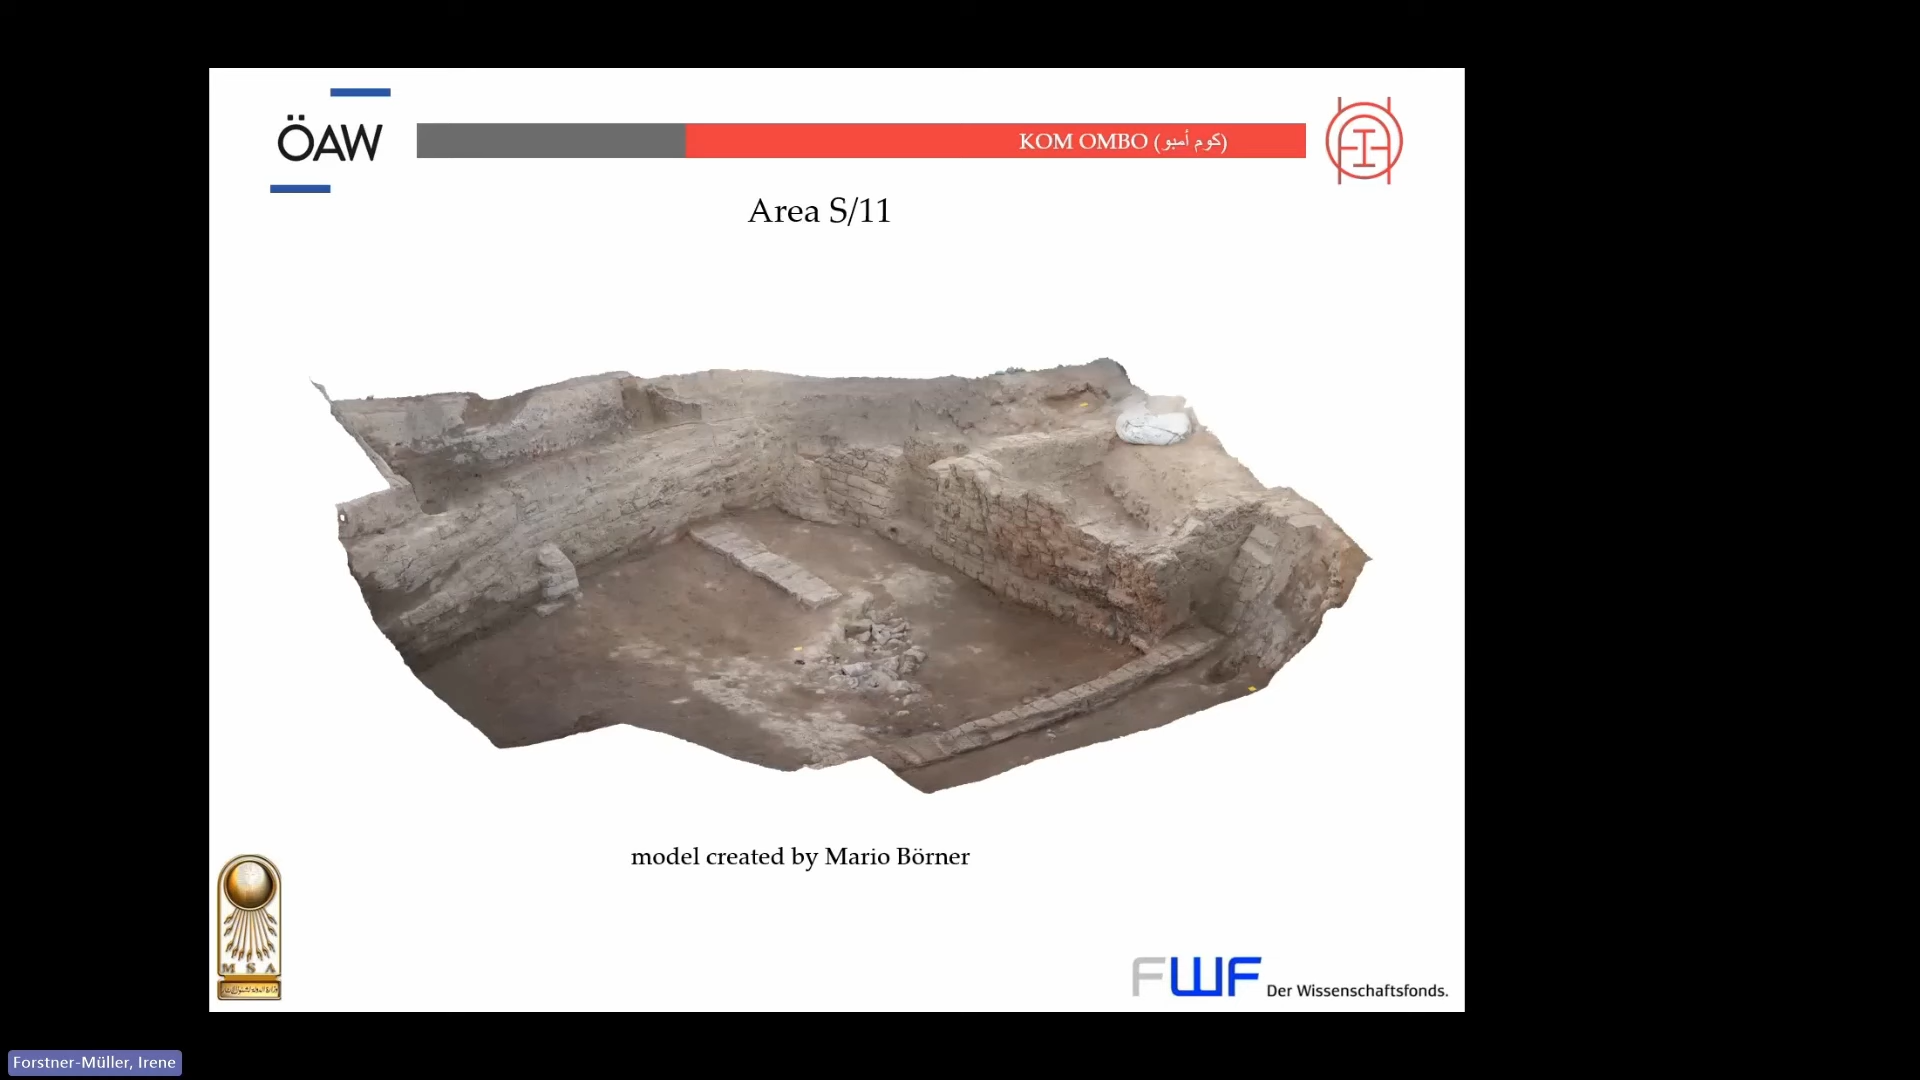 ÖAW
KOM OMBO (كوم أمبو)
Area S/11
model created by Mario Börner
M S A
FWF Der Wissenschaftsfonds.
Forstner-Müller, Irene